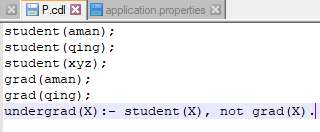 P.cdl application.properties
student(aman);
student(qing);
student(xyz);
grad(aman);
grad(qing);
undergrad(X):- student(X), not grad(X).